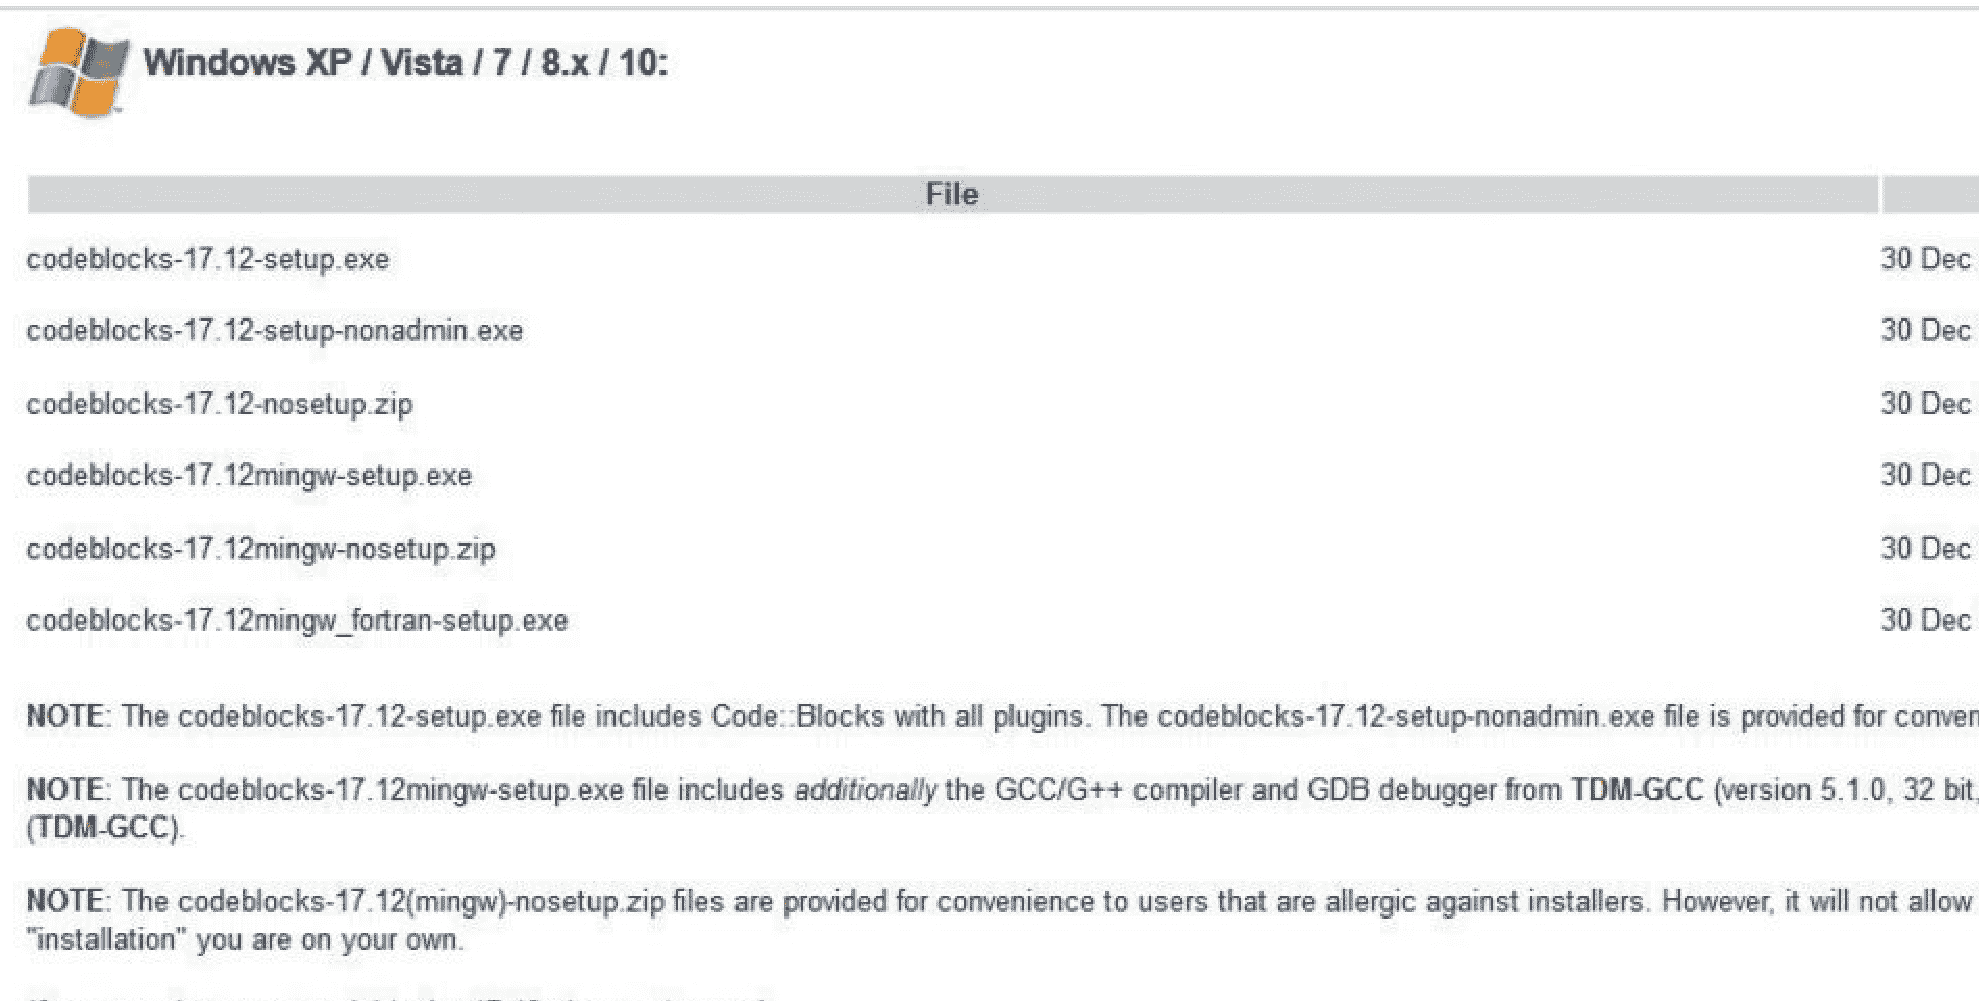 Windows XP / Vista / 7 / 8.x / 10:
File
codeblocks-17.12-setup.exe 30 Dec
codeblocks-17.12-setup-nonadmin.exe 30 Dec
codeblocks-17.12-nosetup.zip 30 Dec
codeblocks-17.12mingw-setup.exe 30 Dec
codeblocks-17.12mingw-nosetup.zip 30 Dec
codeblocks-17.12mingw_fortran-setup.exe 30 Dec
NOTE: The codeblocks-17.12-setup.exe file includes Code::Blocks with all plugins. The codeblocks-17.12-setup-nonadmin.exe file is provided for conven
NOTE: The codeblocks-17.12mingw-setup.exe file includes additionally the GCC/G++ compiler and GDB debugger from TDM-GCC (version 5.1.0, 32 bit,
(TDM-GCC).
NOTE: The codeblocks-17.12(mingw)-nosetup.zip files are provided for convenience to users that are allergic against installers. However, it will not allow
"installation" you are on your own.